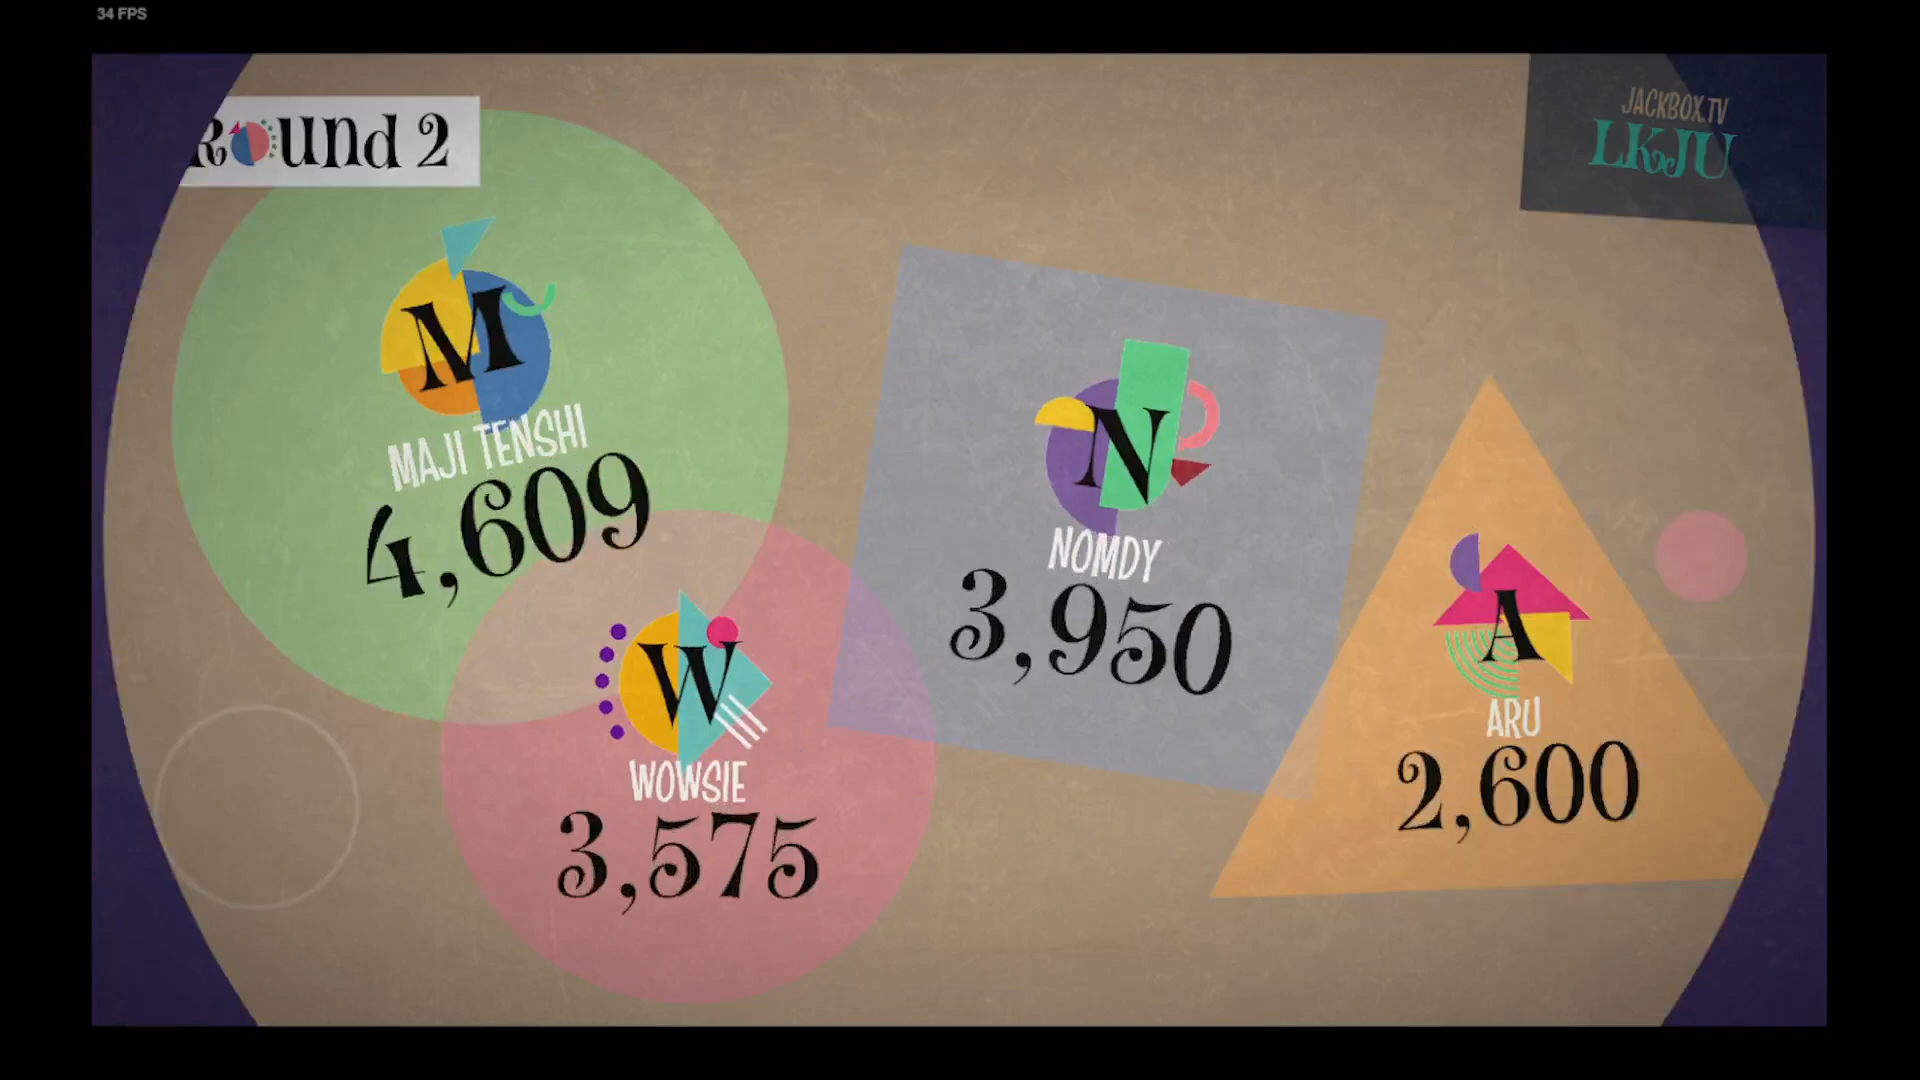 34 FPS
Round 2
JACKBOX.TV
LKJU
M
MAJI TENSHI
4,609
N
NOMDY
3,950
W
WOWSIE
3,575
A
ARU
2,600